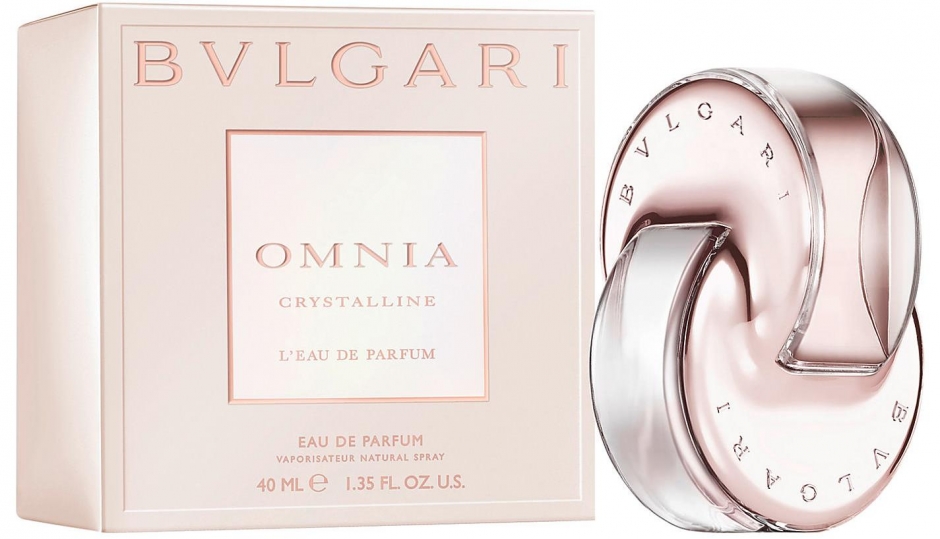 BVLGARI
OMNIA
CRYSTALLINE
L'EAU DE PARFUM
EAU DE PARFUM
VAPORISATEUR NATURAL SPRAY
40 ML ℮ 1.35 FL. OZ. U.S.
BVLGARI
BVLGARI